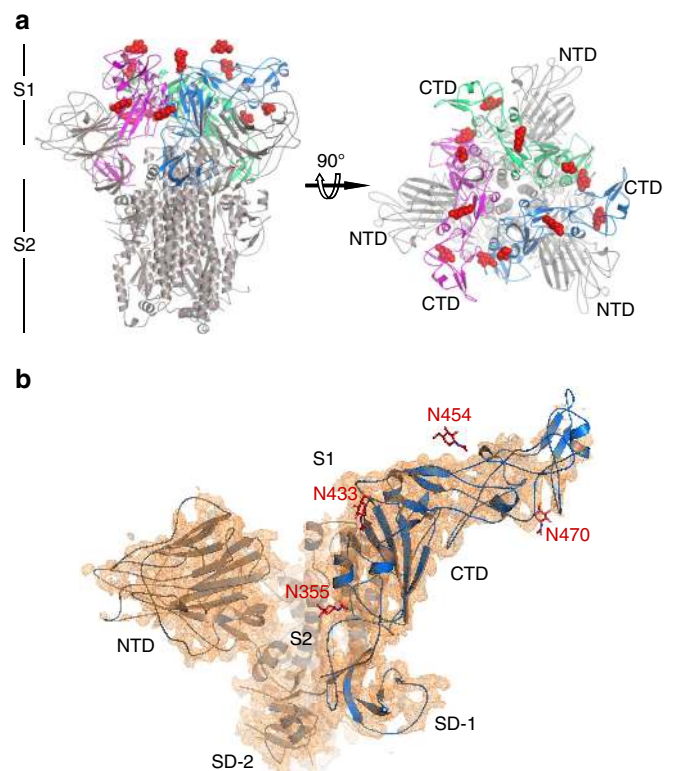 a
S1
S2
90°
NTD
CTD
CTD
NTD
CTD
NTD
b
N454
S1
N433
N470
CTD
N355
NTD
S2
SD-1
SD-2